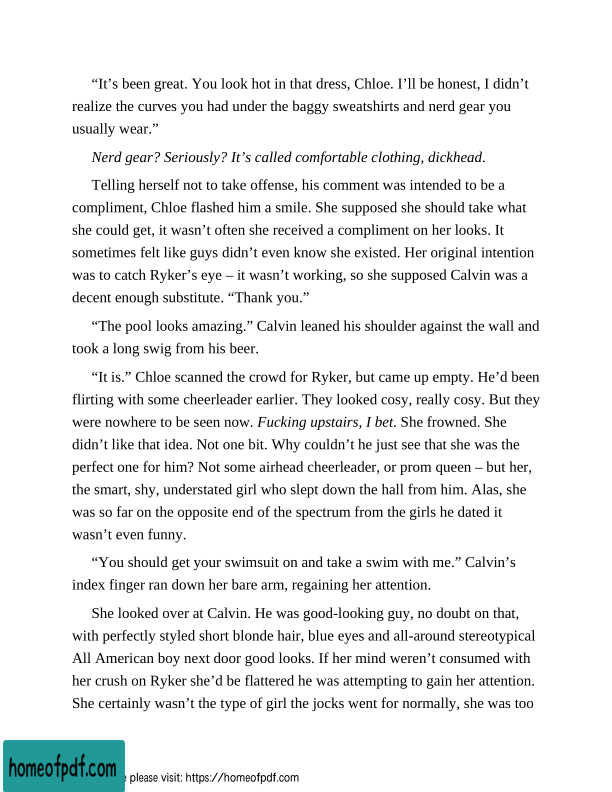 “It’s been great. You look hot in that dress, Chloe. I’ll be honest, I didn’t
realize the curves you had under the baggy sweatshirts and nerd gear you
usually wear.”
Nerd gear? Seriously? It’s called comfortable clothing, dickhead.
Telling herself not to take offense, his comment was intended to be a
compliment, Chloe flashed him a smile. She supposed she should take what
she could get, it wasn’t often she received a compliment on her looks. It
sometimes felt like guys didn’t even know she existed. Her original intention
was to catch Ryker’s eye – it wasn’t working, so she supposed Calvin was a
decent enough substitute. “Thank you.”
“The pool looks amazing.” Calvin leaned his shoulder against the wall and
took a long swig from his beer.
“It is.” Chloe scanned the crowd for Ryker, but came up empty. He’d been
flirting with some cheerleader earlier. They looked cosy, really cosy. But they
were nowhere to be seen now. Fucking upstairs, I bet. She frowned. She
didn’t like that idea. Not one bit. Why couldn’t he just see that she was the
perfect one for him? Not some airhead cheerleader, or prom queen – but her,
the smart, shy, understated girl who slept down the hall from him. Alas, she
was so far on the opposite end of the spectrum from the girls he dated it
wasn’t even funny.
“You should get your swimsuit on and take a swim with me.” Calvin’s
index finger ran down her bare arm, regaining her attention.
She looked over at Calvin. He was good-looking guy, no doubt on that,
with perfectly styled short blonde hair, blue eyes and all-around stereotypical
All American boy next door good looks. If her mind weren’t consumed with
her crush on Ryker she’d be flattered he was attempting to gain her attention.
She certainly wasn’t the type of girl the jocks went for normally, she was too
homeofpdf.com
please visit: https://homeofpdf.com